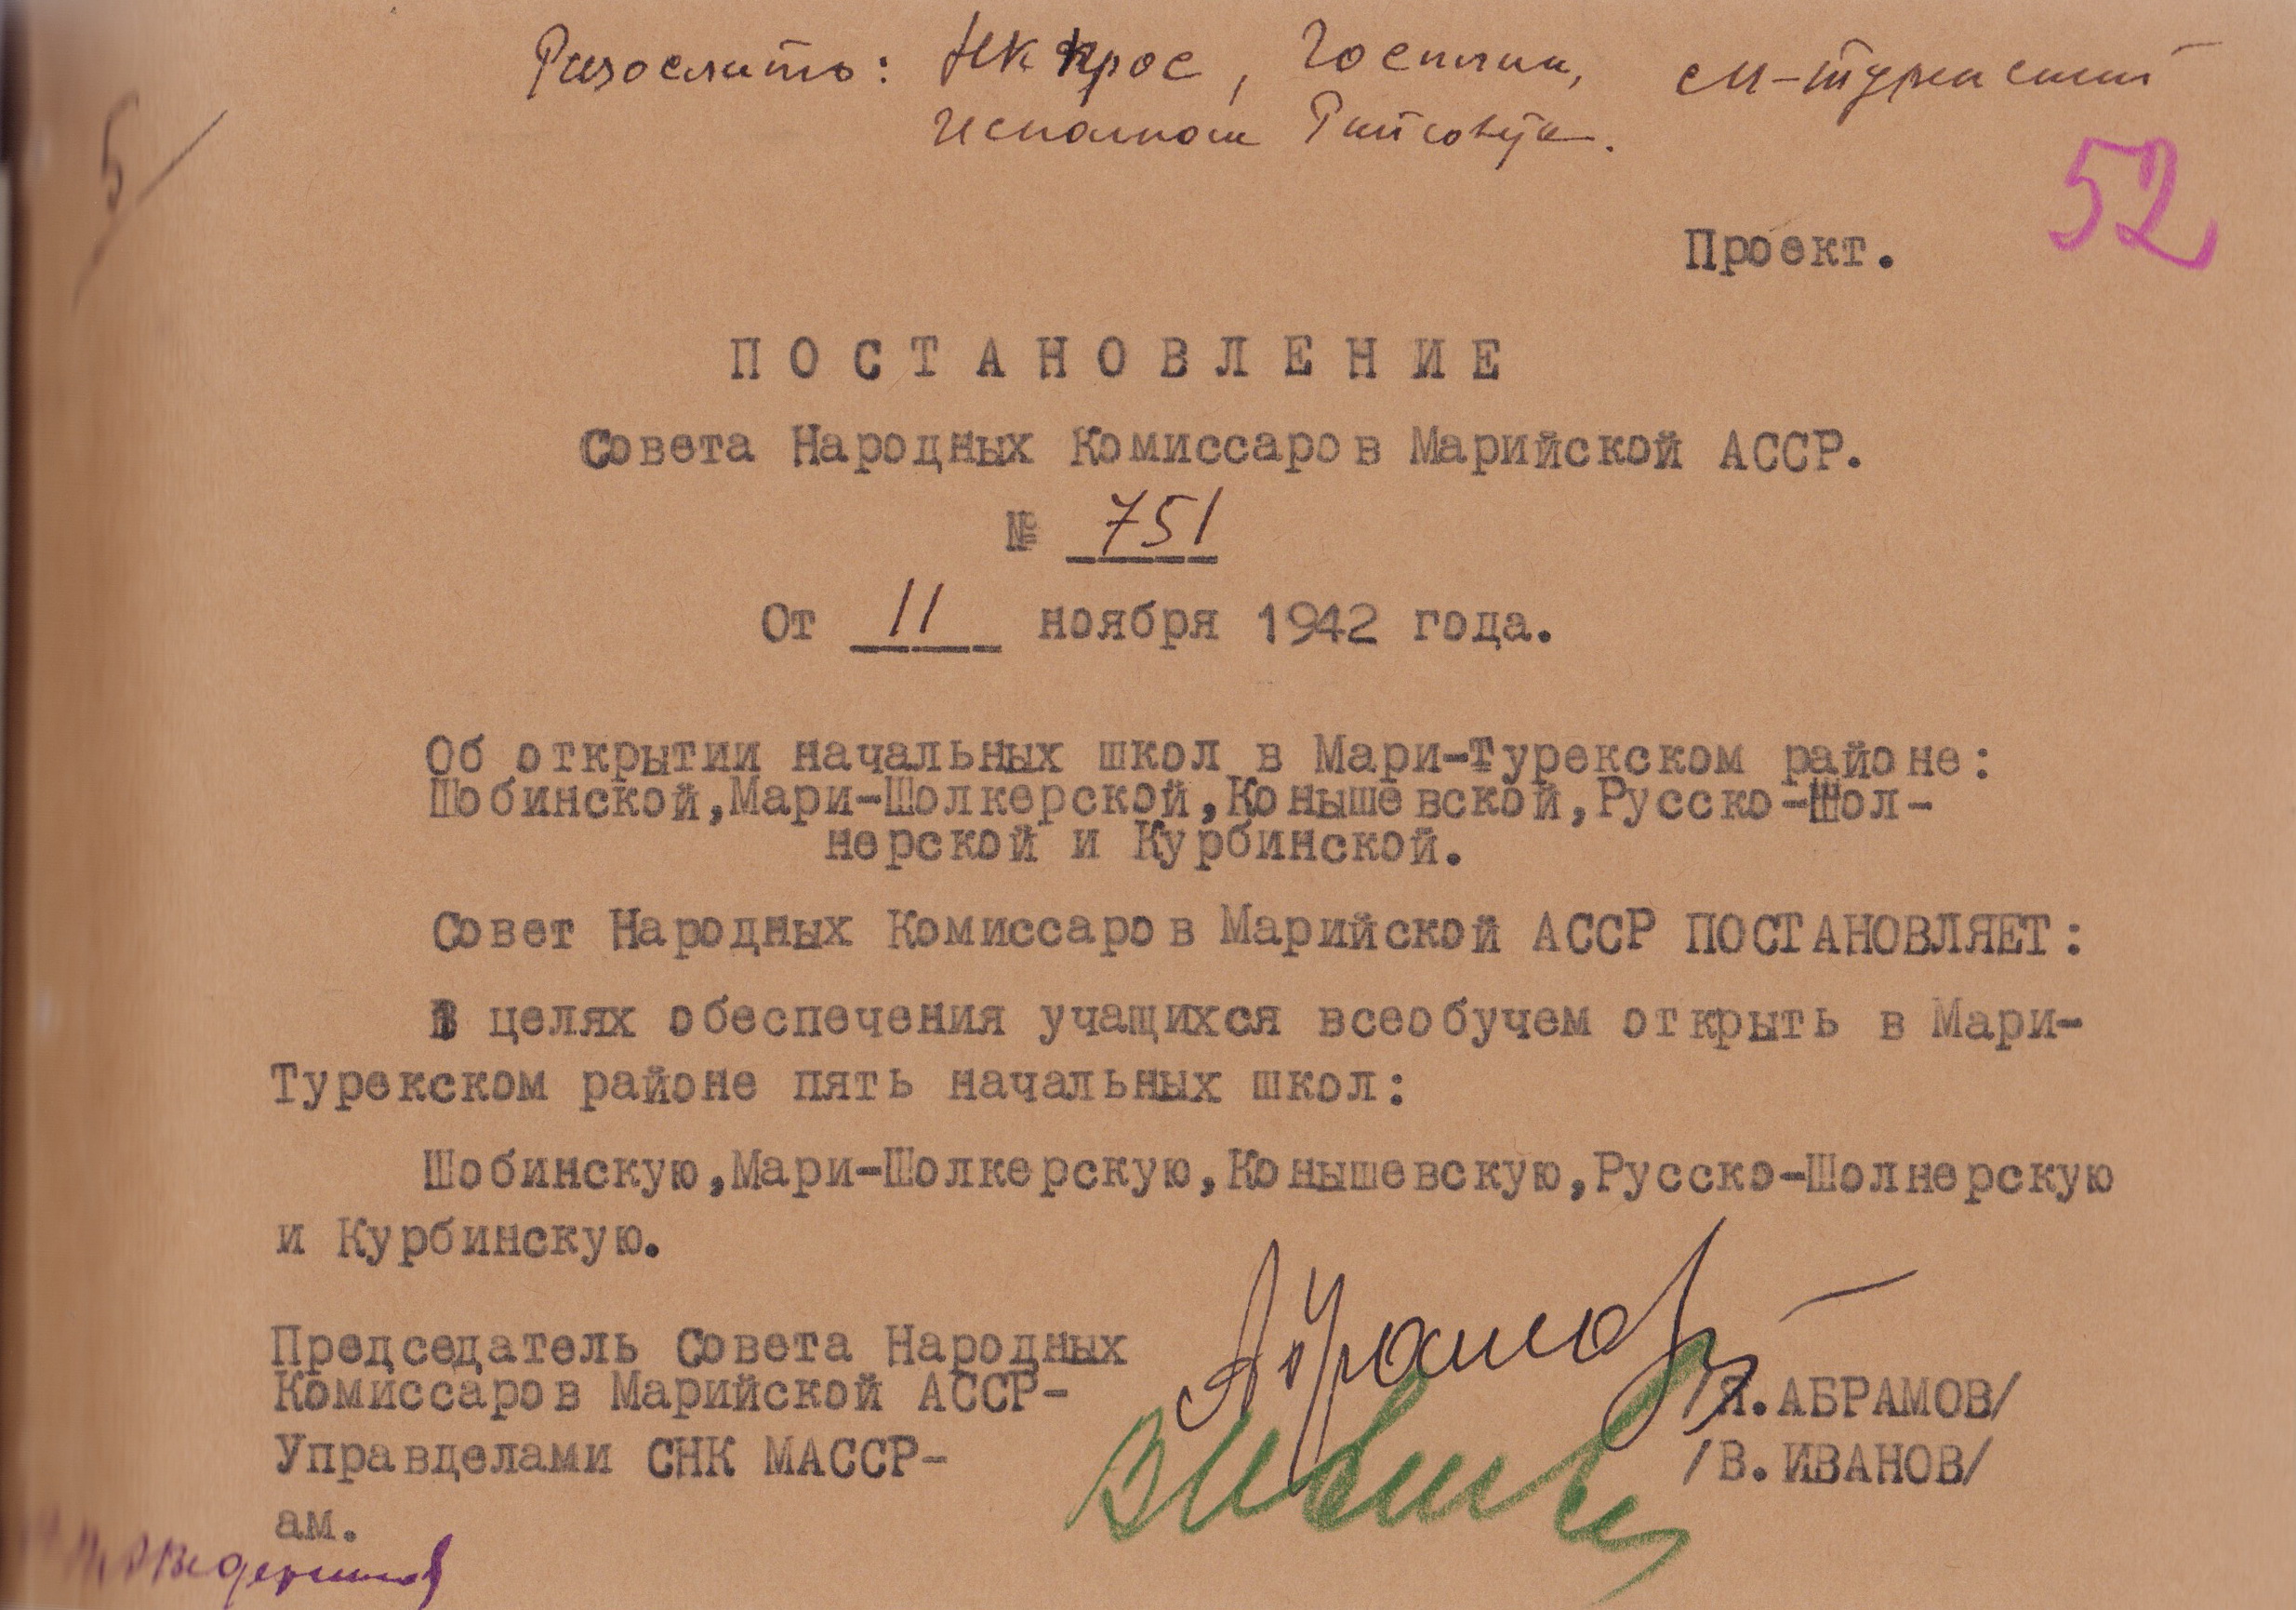 Разослать: НКПрос, Госплан, М-Турекский
исполком Райсовета.
5
52
Проект.
ПОСТАНОВЛЕНИЕ
Совета Народных Комиссаров Марийской АССР.
№ 751
От 11 ноября 1942 года.
Об открытии начальных школ в Мари-Турекском районе:
Шобинской,Мари-Шолкерской,Конышевской,Русско-Шол-
нерской и Курбинской.
Совет Народных Комиссаров Марийской АССР ПОСТАНОВЛЯЕТ:
В целях обеспечения учащихся всеобучем открыть в Мари-
Турекском районе пять начальных школ:
Шобинскую,Мари-Шолкерскую,Конышевскую,Русско-Шолнерскую
и Курбинскую.
Председатель Совета Народных
Комиссаров Марийской АССР- Абрамов /Я.АБРАМОВ/
Управделами СНК МАССР- В Иванов /В.ИВАНОВ/
ам.